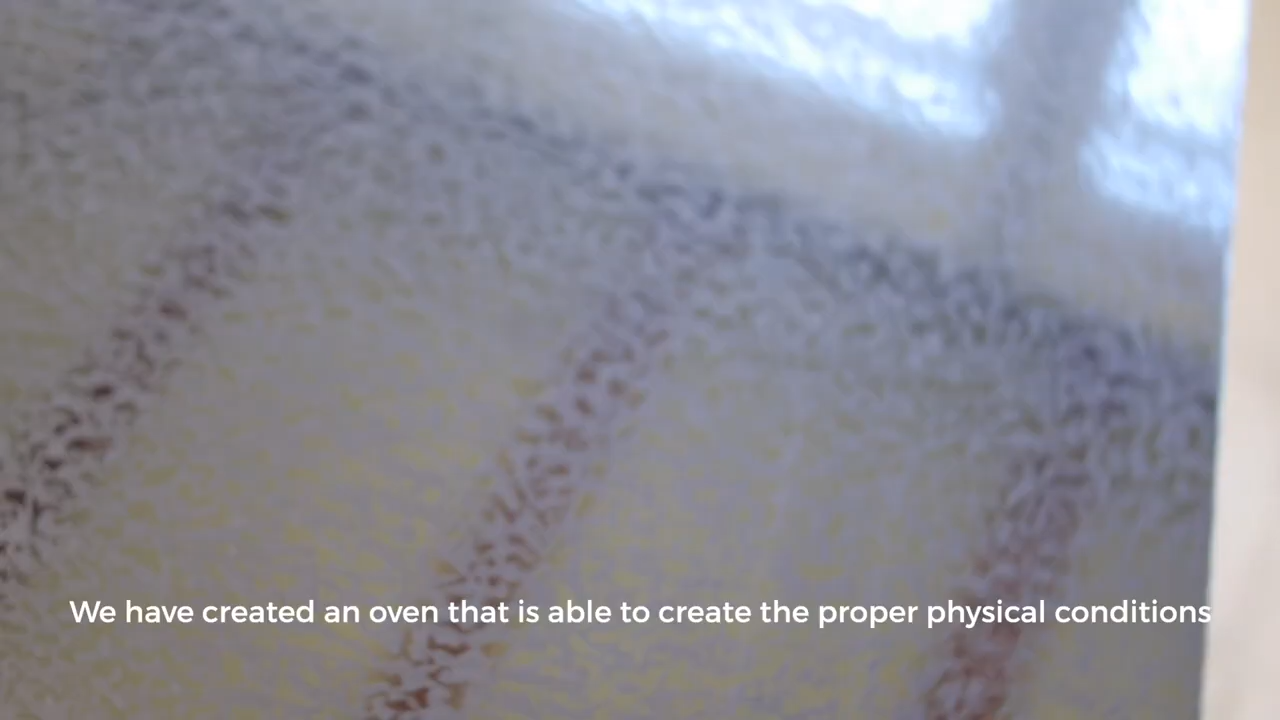 We have created an oven that is able to create the proper physical conditions